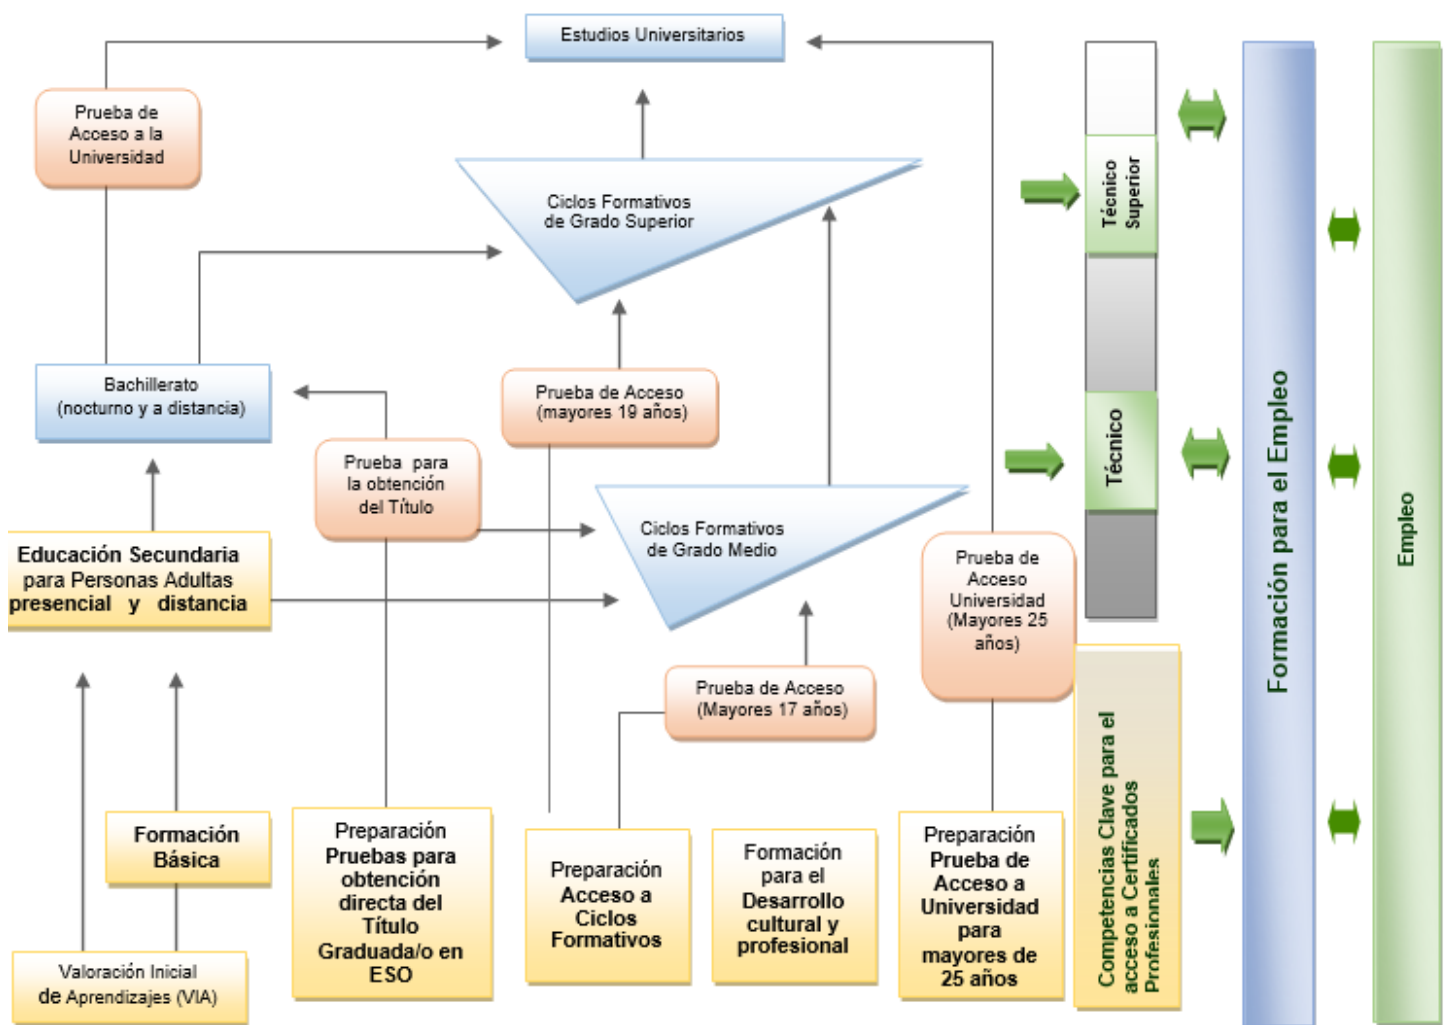 Estudios Universitarios
Prueba de
Acceso a la
Universidad
Ciclos Formativos
de Grado Superior
Técnico
Superior
Bachillerato
(nocturno y a distancia)
Prueba de Acceso
(mayores 19 años)
Prueba para
la obtención
del Título
Técnico
Ciclos Formativos
de Grado Medio
Educación Secundaria
para Personas Adultas
presencial y distancia
Prueba de
Acceso
Universidad
(Mayores 25
años)
Prueba de Acceso
(Mayores 17 años)
Formación para el Empleo
Empleo
Formación
Básica
Valoración Inicial
de Aprendizajes (VIA)
Preparación
Pruebas para
obtención
directa del
Título
Graduada/o en
ESO
Preparación
Acceso a
Ciclos
Formativos
Formación
para el
Desarrollo
cultural y
profesional
Preparación
Prueba de
Acceso a
Universidad
para
mayores de
25 años
Competencias Clave para el
acceso a Certificados
Profesionales